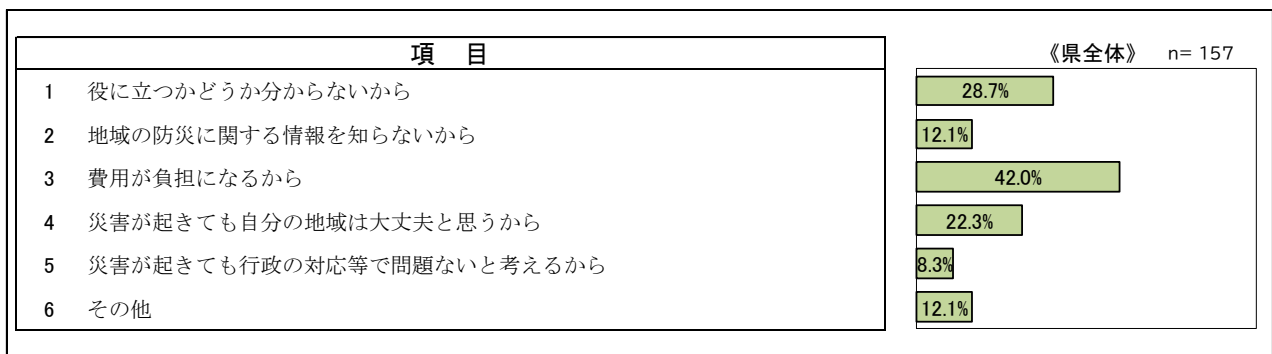 項　目
《県全体》　n= 157
1　役に立つかどうか分からないから　28.7%
2　地域の防災に関する情報を知らないから　12.1%
3　費用が負担になるから　42.0%
4　災害が起きても自分の地域は大丈夫と思うから　22.3%
5　災害が起きても行政の対応等で問題ないと考えるから　8.3%
6　その他　12.1%